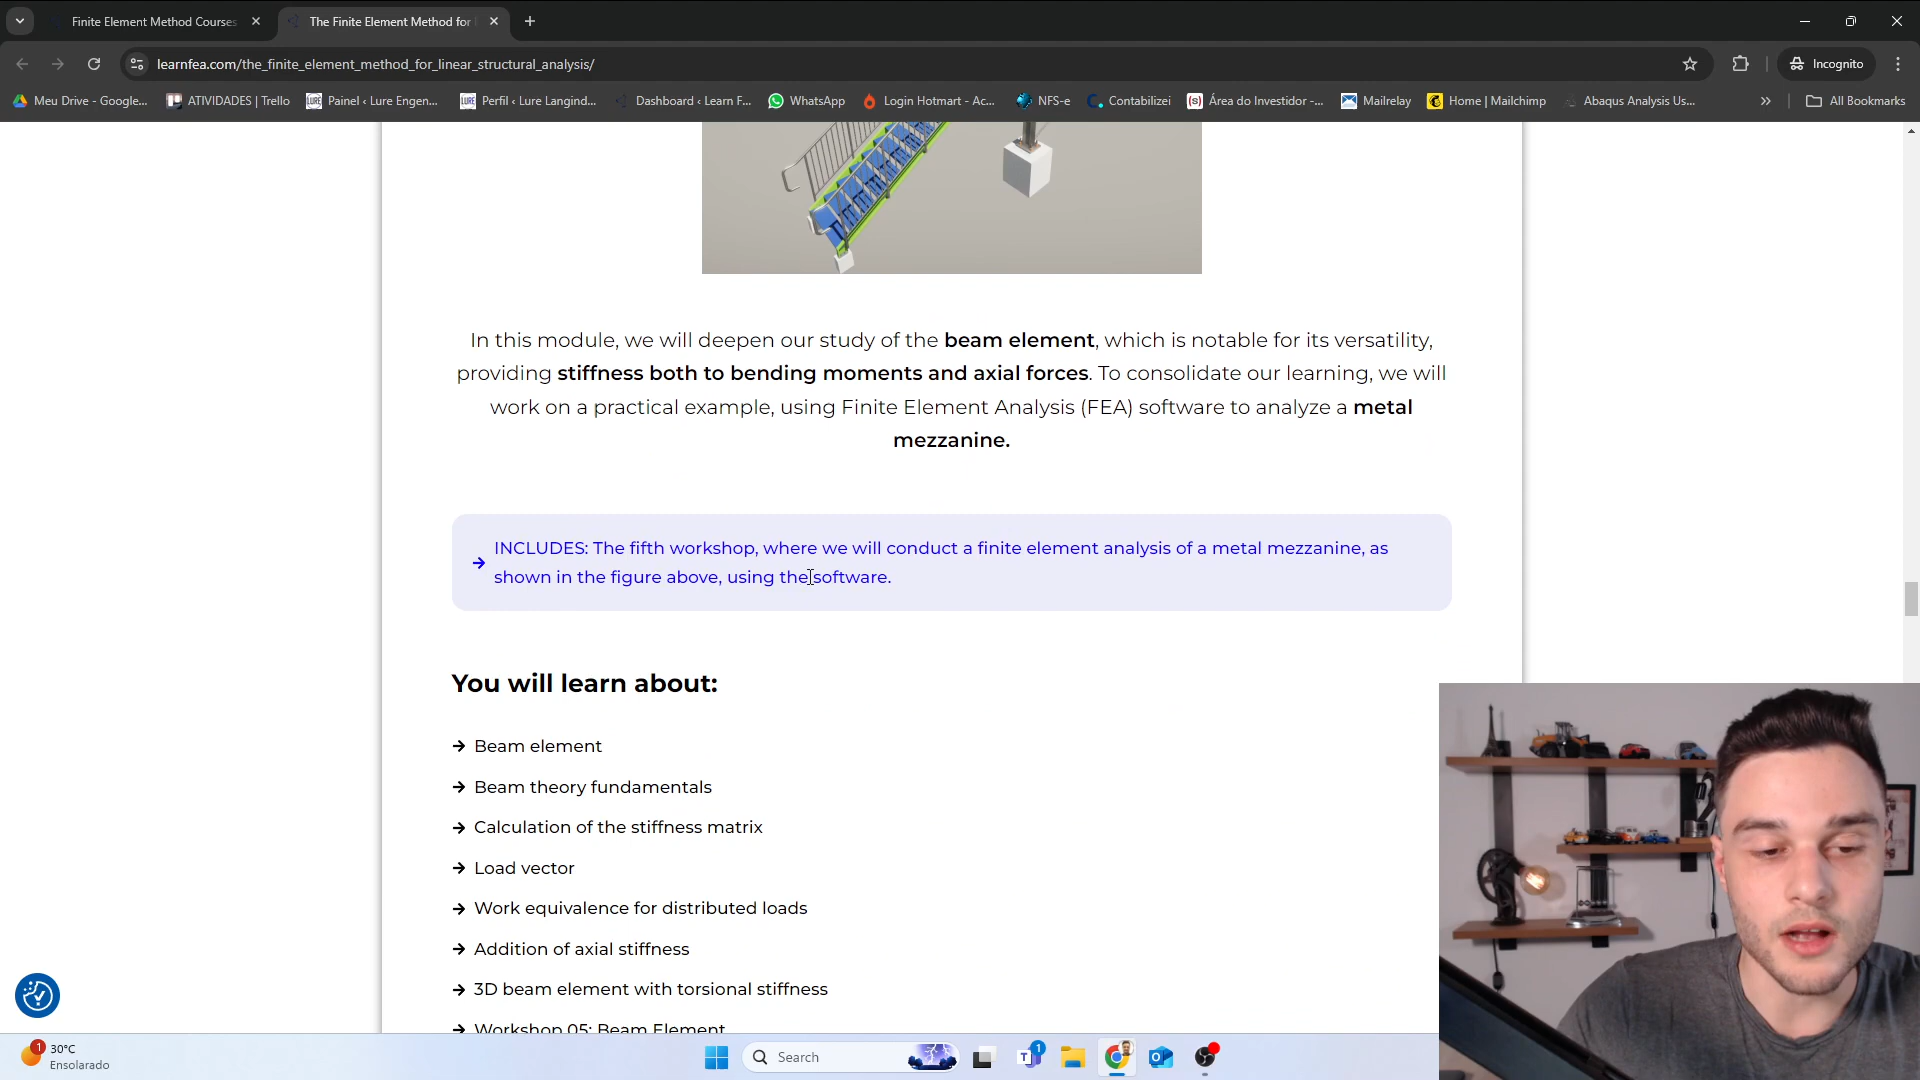 Finite Element Method Courses
The Finite Element Method for
learnfea.com/the_finite_element_method_for_linear_structural_analysis/
Incognito
Meu Drive - Google...
ATIVIDADES | Trello
Painel ‹ Lure Engen...
Perfil ‹ Lure Langind...
Dashboard ‹ Learn F...
WhatsApp
Login Hotmart - Ac...
NFS-e
Contabilizei
Área do Investidor -...
Mailrelay
Home | Mailchimp
Abaqus Analysis Us...
»
All Bookmarks
In this module, we will deepen our study of the beam element, which is notable for its versatility,
providing stiffness both to bending moments and axial forces. To consolidate our learning, we will
work on a practical example, using Finite Element Analysis (FEA) software to analyze a metal
mezzanine.
INCLUDES: The fifth workshop, where we will conduct a finite element analysis of a metal mezzanine, as
shown in the figure above, using the software.
You will learn about:
Beam element
Beam theory fundamentals
Calculation of the stiffness matrix
Load vector
Work equivalence for distributed loads
Addition of axial stiffness
3D beam element with torsional stiffness
Workshop 05: Beam Element
1
30°C
Ensolarado
Search
1